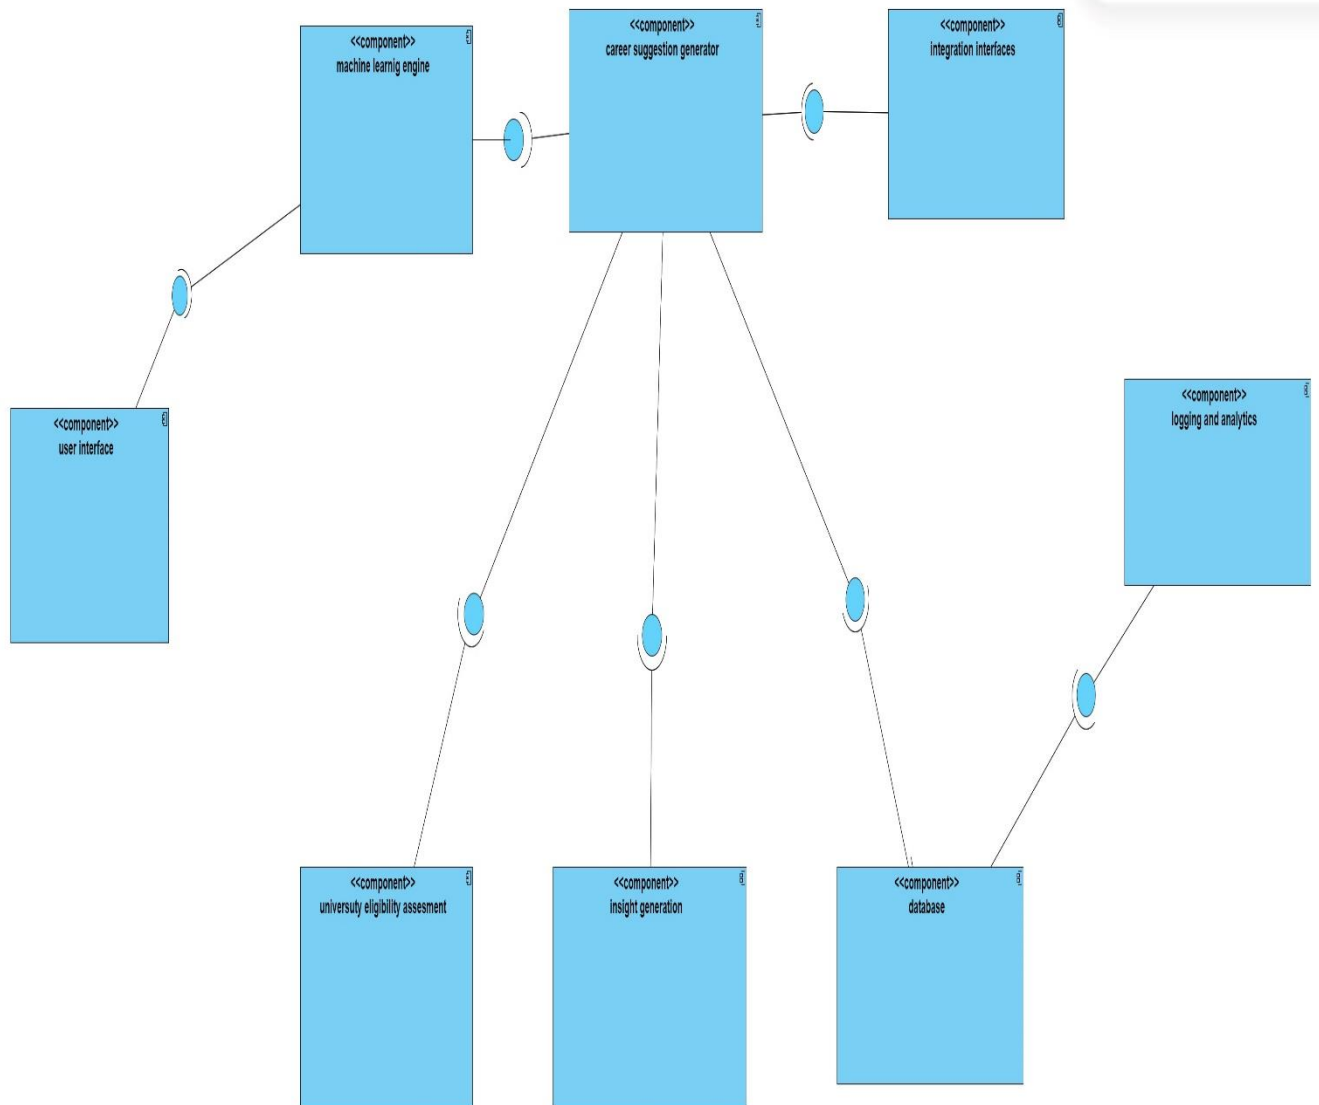 <<component>>
machine learnig engine
<<component>>
career suggestion generator
<<component>>
integration interfaces
<<component>>
user interface
<<component>>
logging and analytics
<<component>>
universuty eligibility assesment
<<component>>
insight generation
<<component>>
database